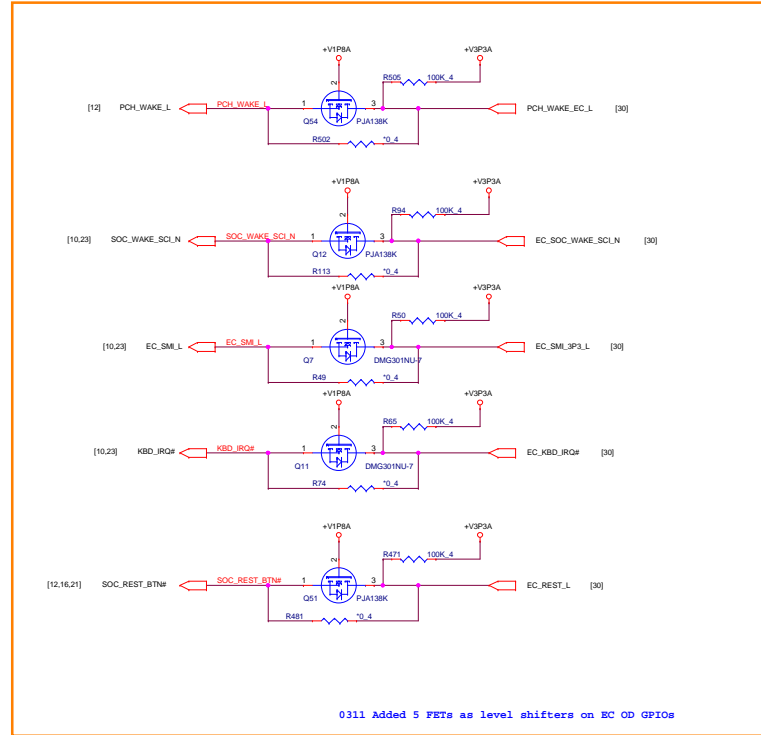 +V1P8A +V3P3A
R505 100K_4
2
[12] PCH_WAKE_L PCH_WAKE_L 1 3 PCH_WAKE_EC_L [30]
Q54 PJA138K
R502 *0_4
+V1P8A +V3P3A
R94 100K_4
2
[10,23] SOC_WAKE_SCI_N SOC_WAKE_SCI_N 1 3 EC_SOC_WAKE_SCI_N [30]
Q12 PJA138K
R113 *0_4
+V1P8A +V3P3A
R50 100K_4
2
[10,23] EC_SMI_L EC_SMI_L 1 3 EC_SMI_3P3_L [30]
Q7 DMG301NU-7
R49 *0_4
+V1P8A +V3P3A
R65 100K_4
2
[10,23] KBD_IRQ# KBD_IRQ# 1 3 EC_KBD_IRQ# [30]
Q11 DMG301NU-7
R74 *0_4
+V1P8A +V3P3A
R471 100K_4
2
[12,16,21] SOC_REST_BTN# SOC_REST_BTN# 1 3 EC_REST_L [30]
Q51 PJA138K
R481 *0_4
0311 Added 5 FETs as level shifters on EC OD GPIOs